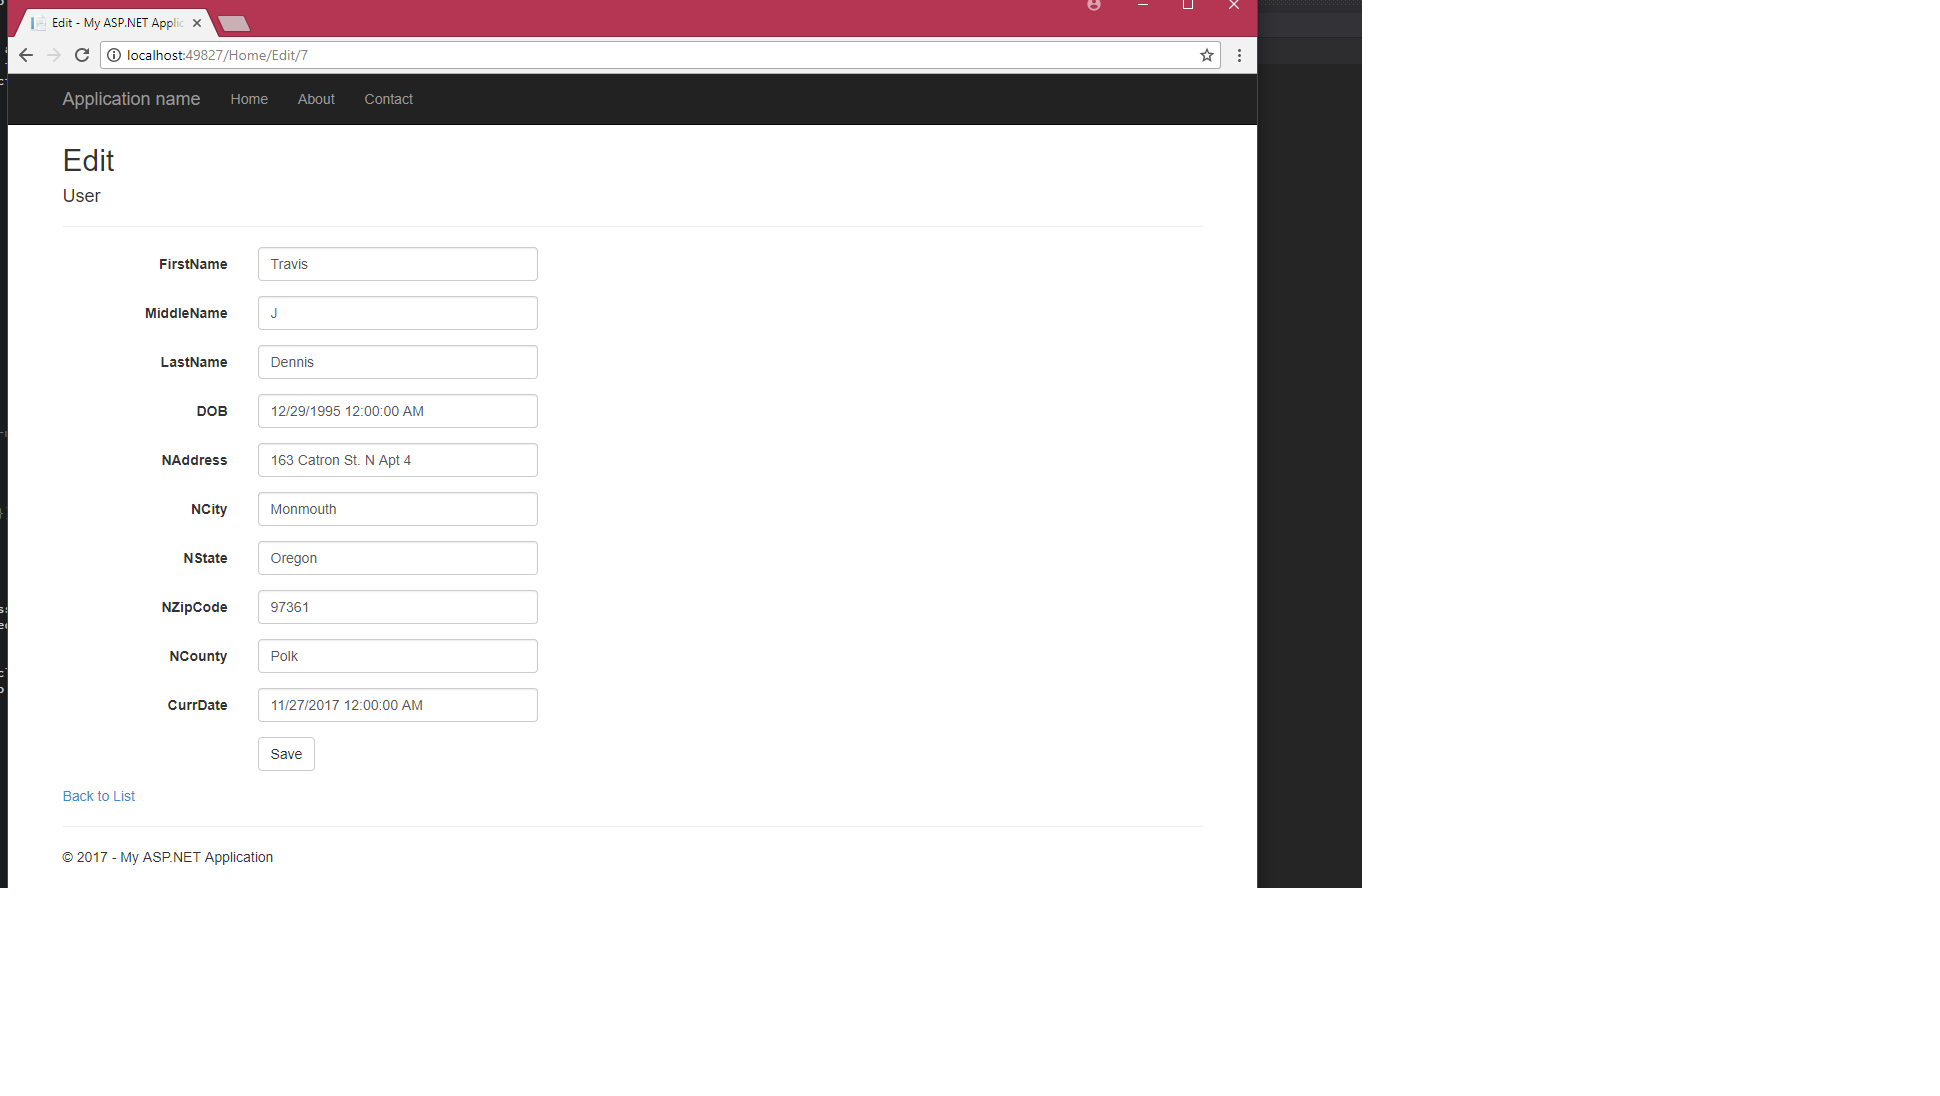 Edit - My ASP.NET Applic
localhost:49827/Home/Edit/7
Application name Home About Contact
Edit
User
FirstName Travis
MiddleName J
LastName Dennis
DOB 12/29/1995 12:00:00 AM
NAddress 163 Catron St. N Apt 4
NCity Monmouth
NState Oregon
NZipCode 97361
NCounty Polk
CurrDate 11/27/2017 12:00:00 AM
Save
Back to List
© 2017 - My ASP.NET Application